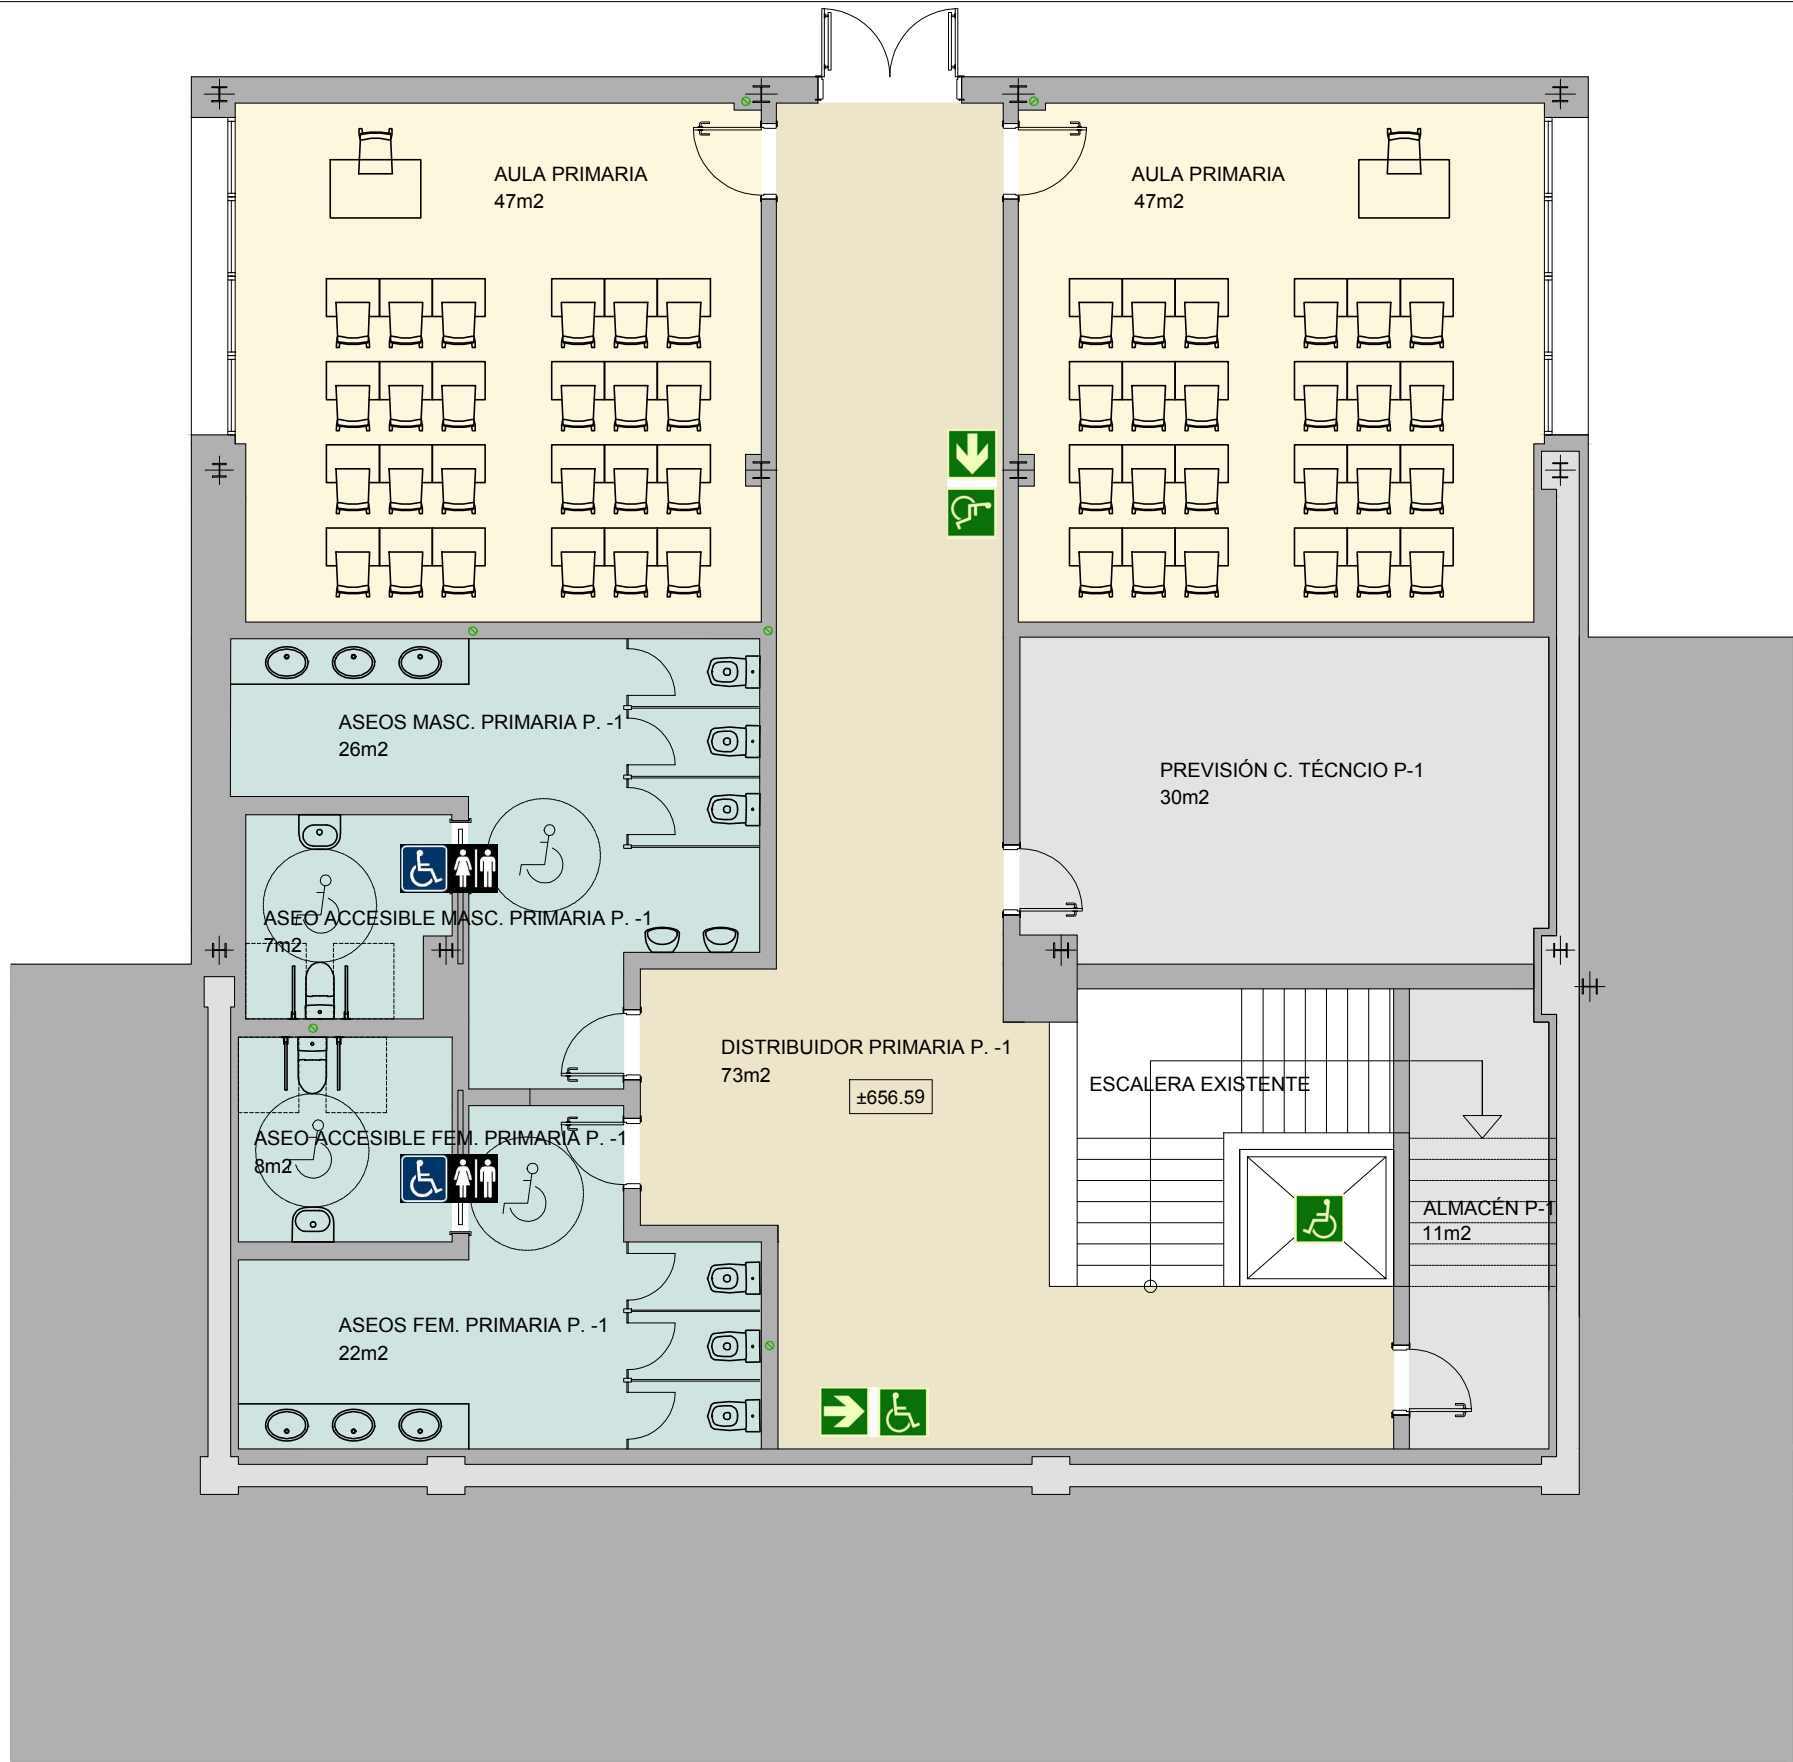 AULA PRIMARIA
47m2
AULA PRIMARIA
47m2
ASEOS MASC. PRIMARIA P. -1
26m2
PREVISIÓN C. TÉCNCIO P-1
30m2
ASEO ACCESIBLE MASC. PRIMARIA P. -1
7m2
DISTRIBUIDOR PRIMARIA P. -1
73m2
±656.59
ESCALERA EXISTENTE
ASEO ACCESIBLE FEM. PRIMARIA P. -1
8m2
ALMACÉN P-1
11m2
ASEOS FEM. PRIMARIA P. -1
22m2